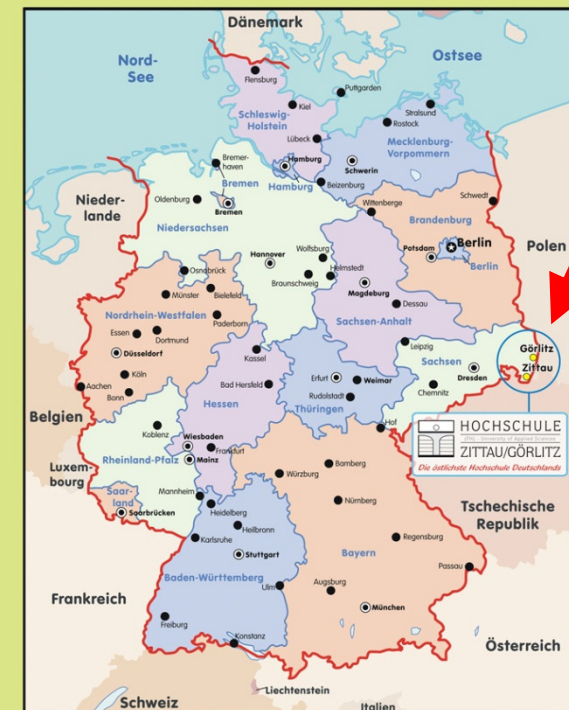 Dänemark
Nord-
See
Ostsee
Flensburg
Puttgarden
Kiel
Stralsund
Rostock
Schleswig-
Holstein
Lübeck
Mecklenburg-
Vorpommern
Bremer-
haven
Hamburg
Schwerin
Bremen
Hamburg
Beizenburg
Nieder-
lande
Oldenburg
Bremen
Wittenberge
Schwedt
Niedersachsen
Brandenburg
Hannover
Wolfsburg
Potsdam
Berlin
Polen
Osnabrück
Helmstedt
Berlin
Braunschweig
Magdeburg
Münster
Bielefeld
Dessau
Nordrhein-Westfalen
Paderborn
Sachsen-Anhalt
Essen
Dortmund
Leipzig
Görlitz
Düsseldorf
Kassel
Sachsen
Zittau
Köln
Erfurt
Weimar
Dresden
Aachen
Bad Hersfeld
Chemnitz
Bonn
Rudolstadt
Hessen
Thüringen
Belgien
Hof
HOCHSCHULE
Koblenz
ZITTAU/GÖRLITZ
Wiesbaden
Frankfurt
Rheinland-Pfalz
Mainz
Bamberg
Die östlichste Hochschule Deutschlands
Luxem-
bourg
Würzburg
Saar-
land
Mannheim
Nürnberg
Tschechische
Republik
Saarbrücken
Heidelberg
Heilbronn
Karlsruhe
Regensburg
Stuttgart
Bayern
Baden-Württemberg
Passau
Ulm
Augsburg
Frankreich
München
Freiburg
Konstanz
Österreich
Liechtenstein
Schweiz
Italien